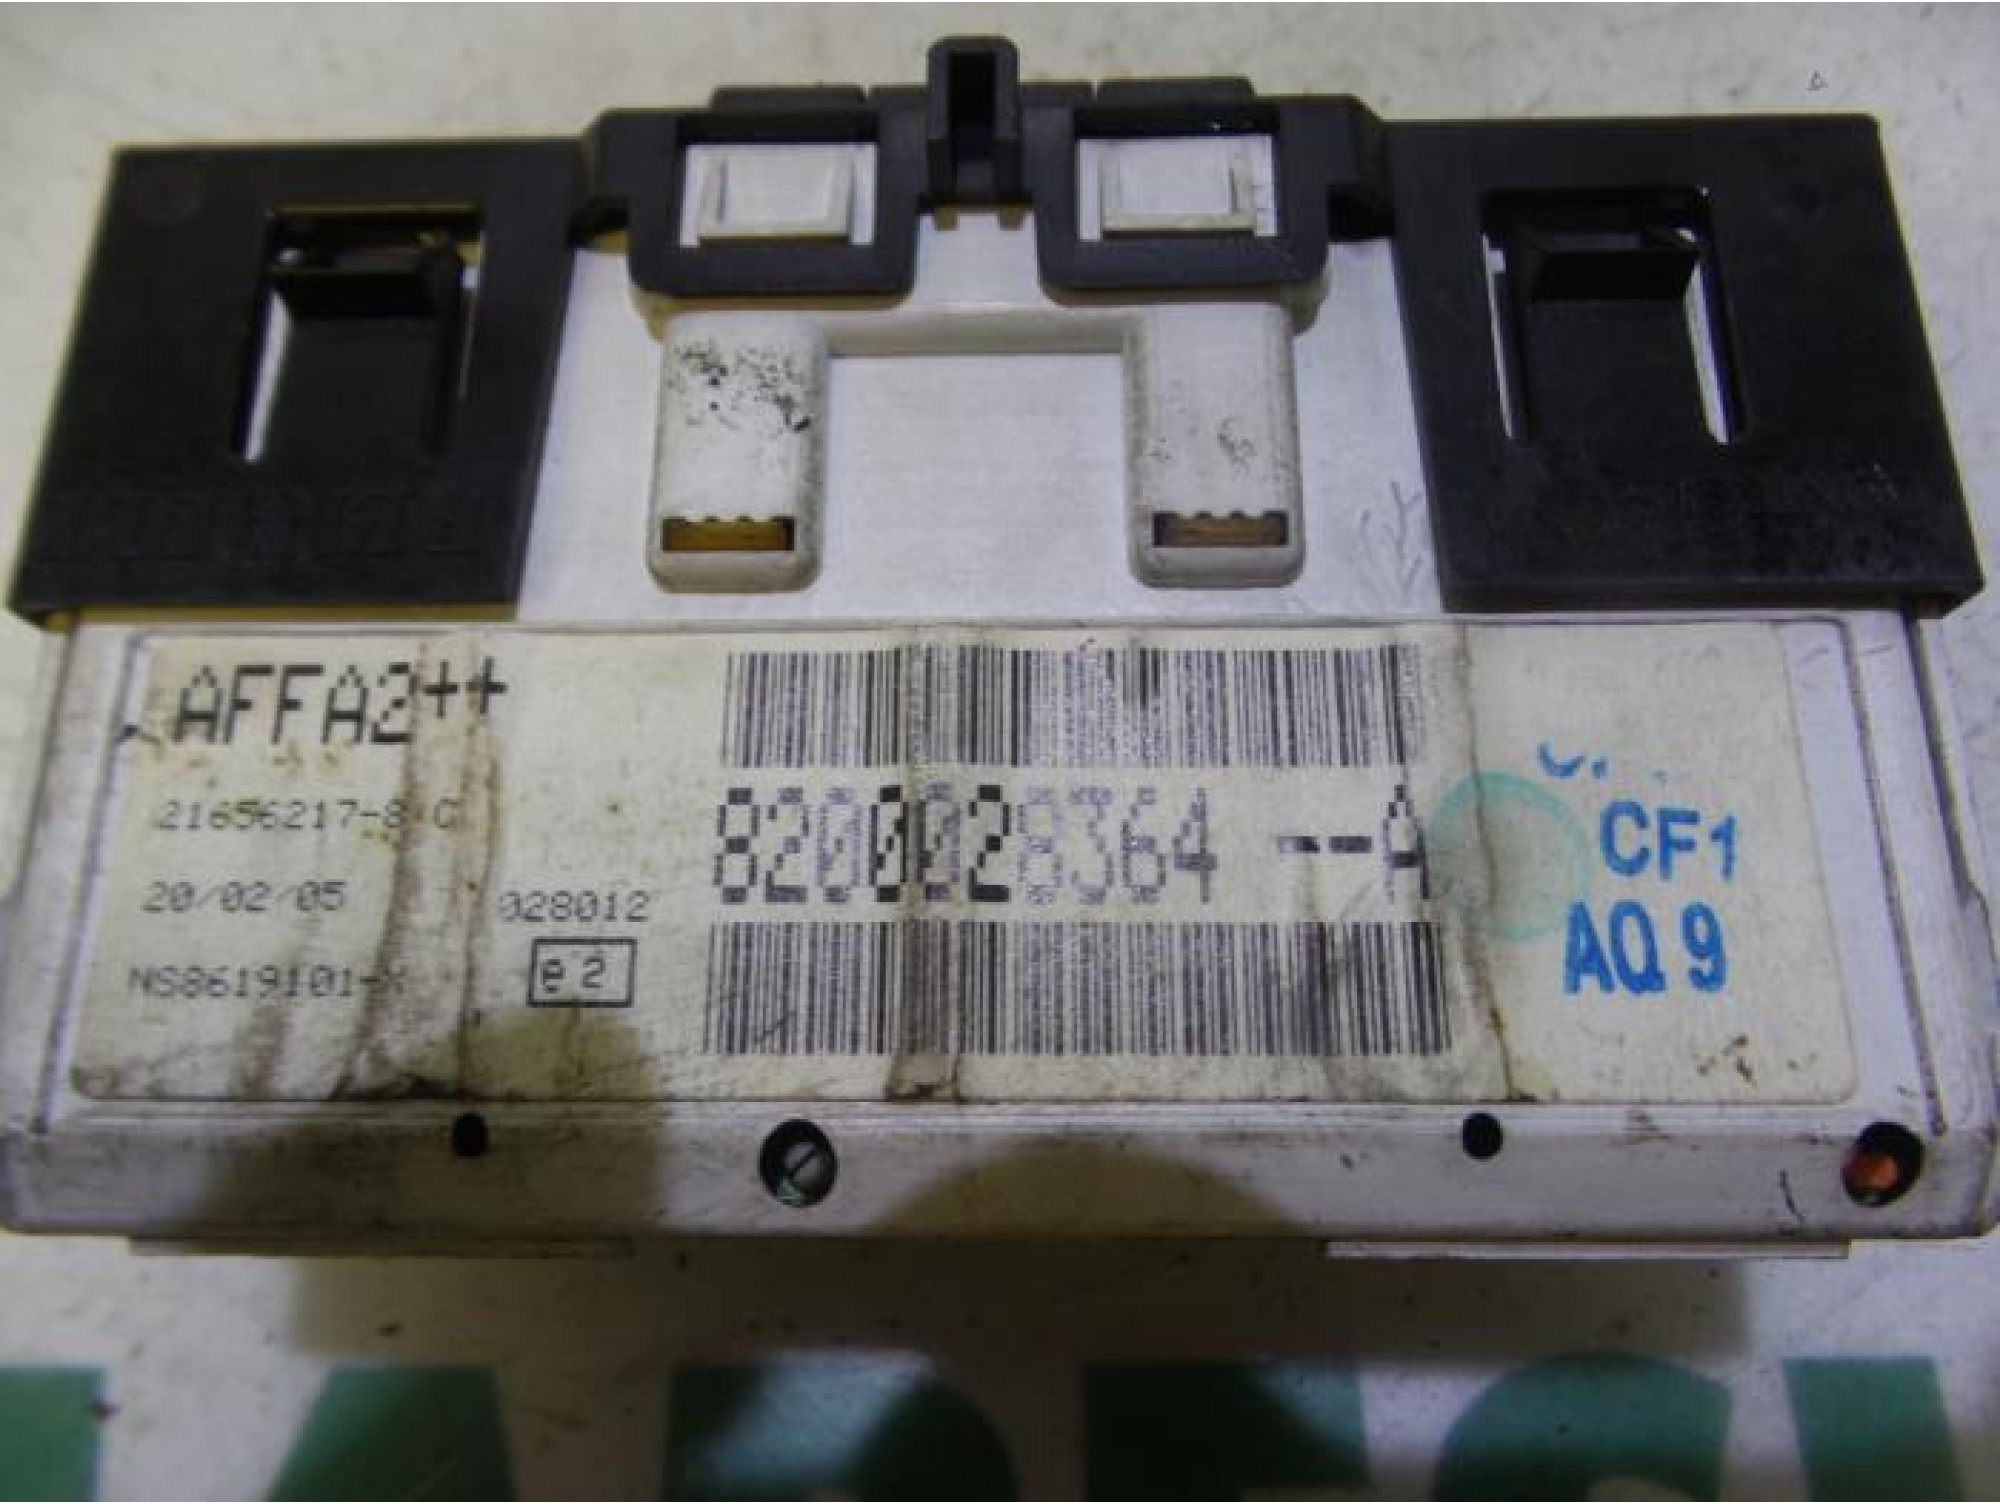 AFFA2++
21656217-8 C
8200028364 --A
CF1
20/02/05
028012
AQ 9
NS8619101-
e2